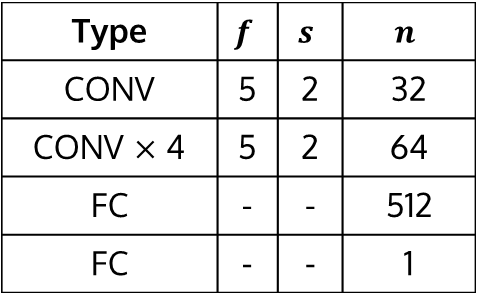 Type f s n
CONV 5 2 32
CONV × 4 5 2 64
FC - - 512
FC - - 1